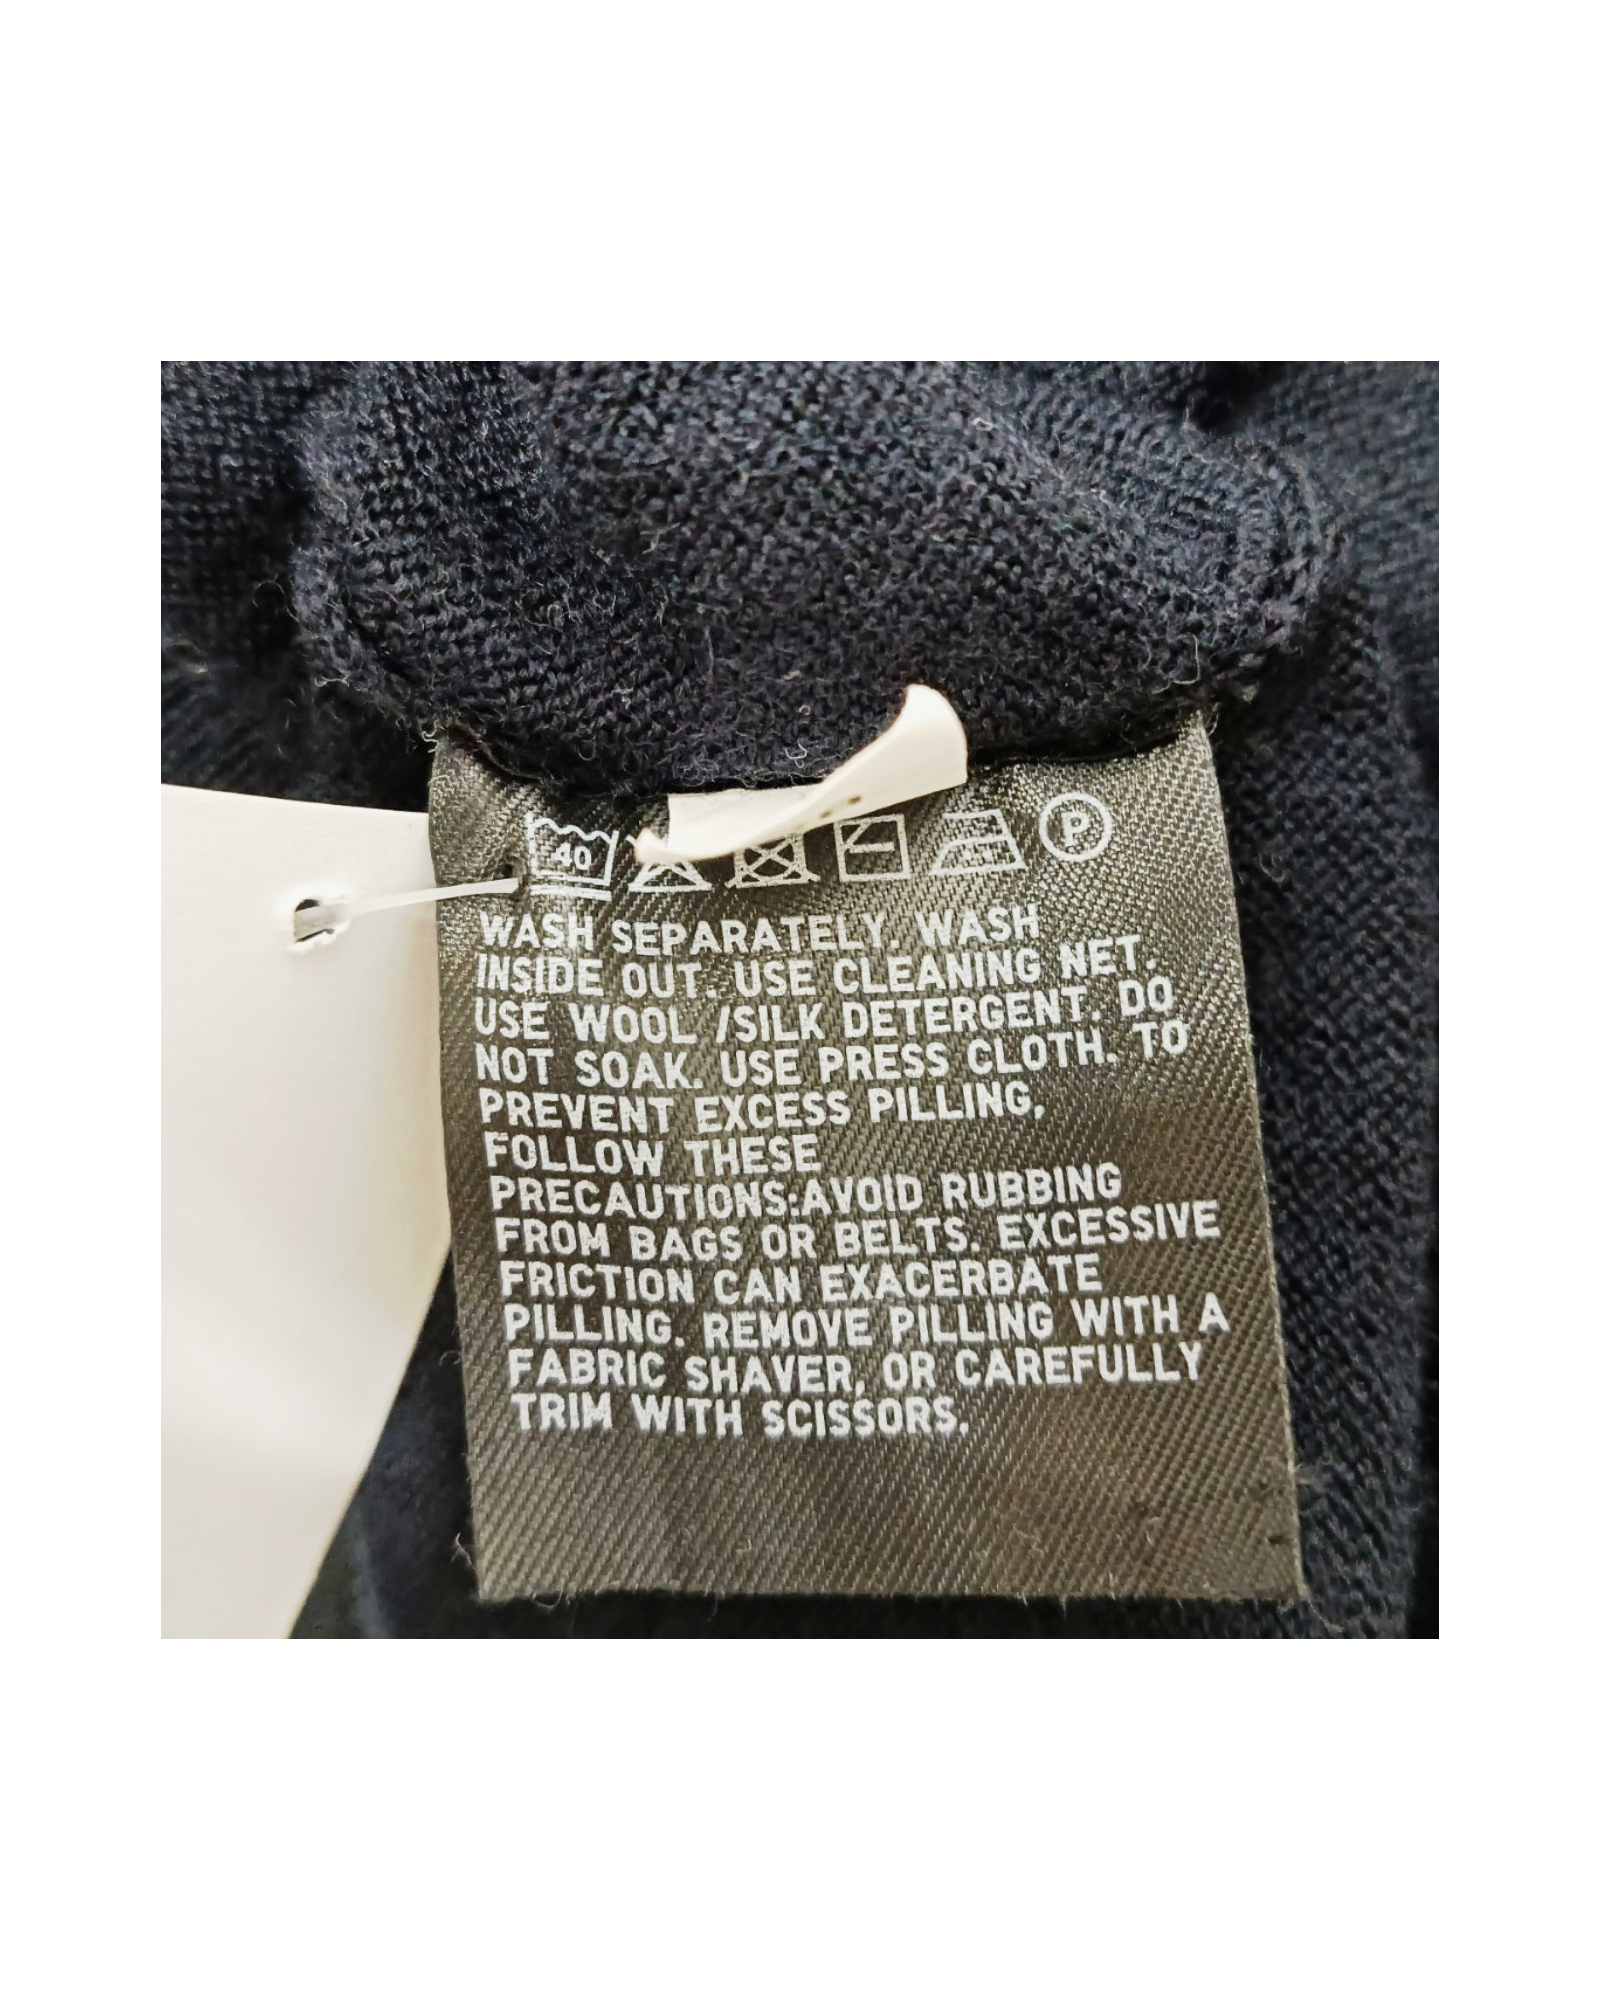 40 P
WASH SEPARATELY. WASH
INSIDE OUT. USE CLEANING NET.
USE WOOL /SILK DETERGENT. DO
NOT SOAK. USE PRESS CLOTH. TO
PREVENT EXCESS PILLING,
FOLLOW THESE
PRECAUTIONS:AVOID RUBBING
FROM BAGS OR BELTS. EXCESSIVE
FRICTION CAN EXACERBATE
PILLING. REMOVE PILLING WITH A
FABRIC SHAVER, OR CAREFULLY
TRIM WITH SCISSORS.